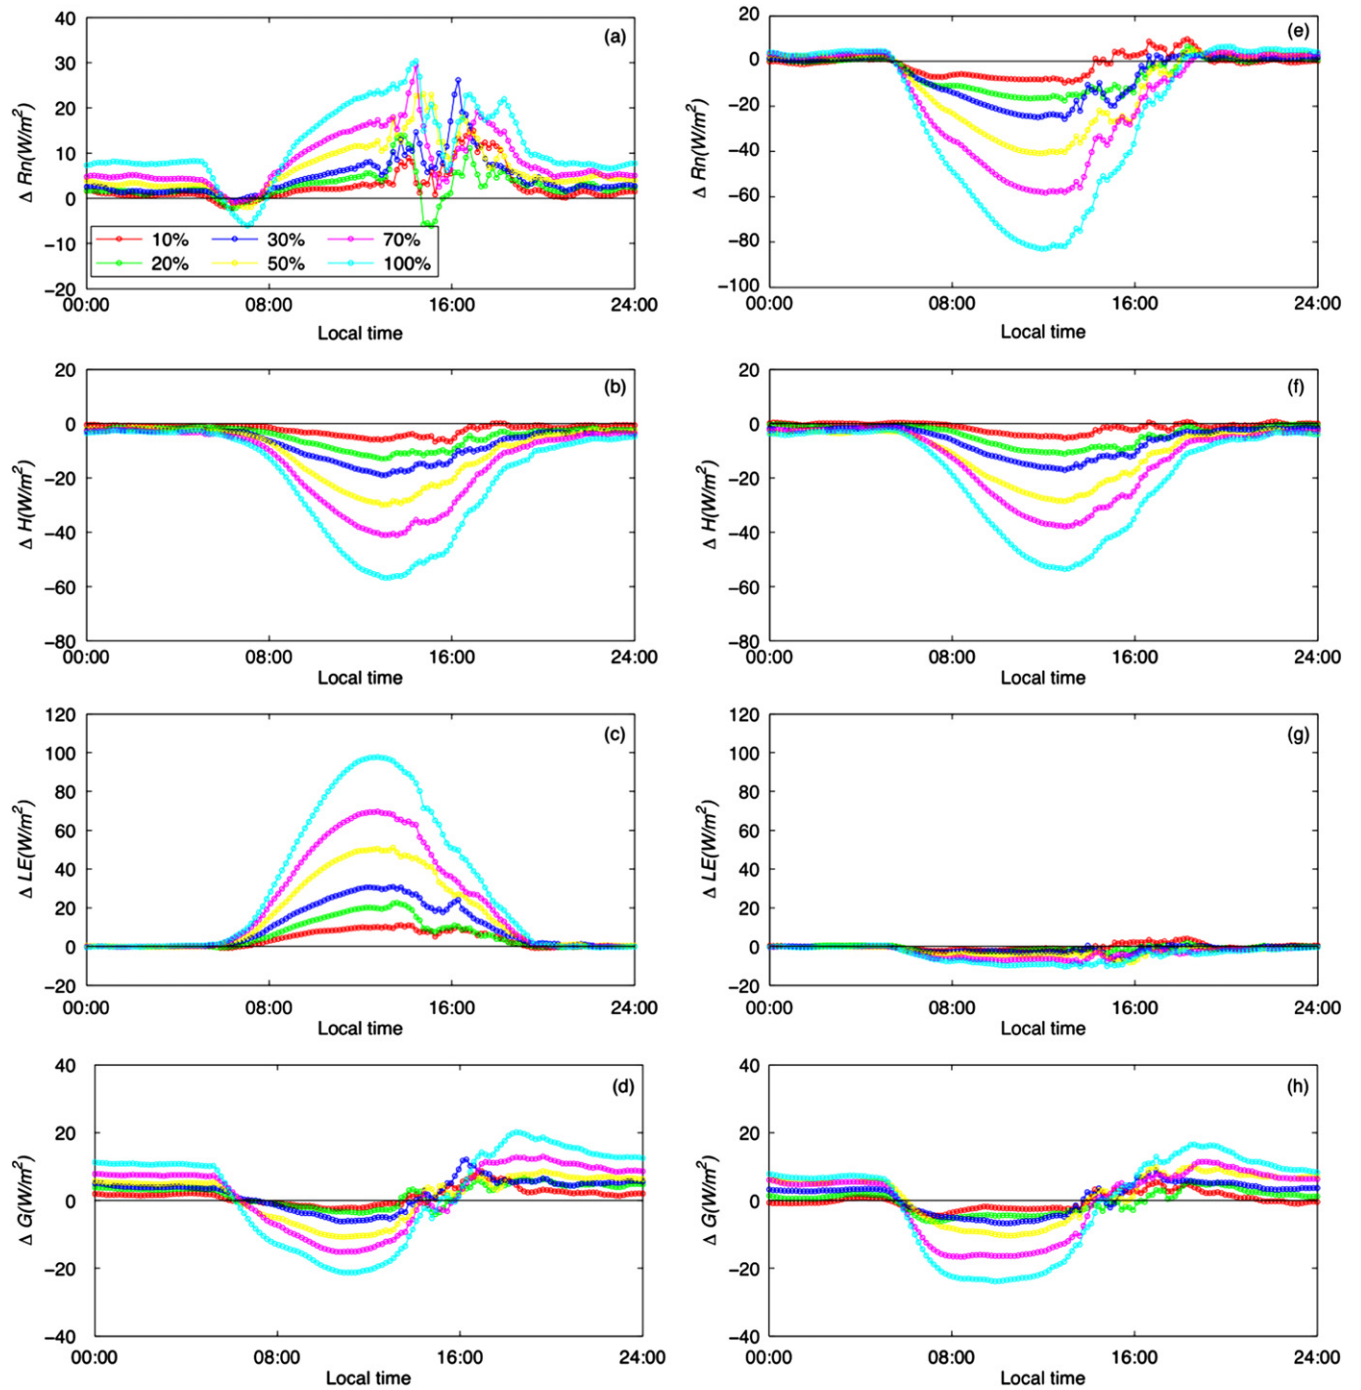 40
30
20
10
0
−10
−20
Δ Rn(W/m²)
(a)
10% 30% 70%
20% 50% 100%
00:00 08:00 16:00 24:00
Local time
20
0
−20
−40
−60
−80
−100
Δ Rn(W/m²)
(e)
00:00 08:00 16:00 24:00
Local time
20
0
−20
−40
−60
−80
Δ H(W/m²)
(b)
00:00 08:00 16:00 24:00
Local time
20
0
−20
−40
−60
−80
Δ H(W/m²)
(f)
00:00 08:00 16:00 24:00
Local time
120
100
80
60
40
20
0
−20
Δ LE(W/m²)
(c)
00:00 08:00 16:00 24:00
Local time
120
100
80
60
40
20
0
−20
Δ LE(W/m²)
(g)
00:00 08:00 16:00 24:00
Local time
40
20
0
−20
−40
Δ G(W/m²)
(d)
00:00 08:00 16:00 24:00
Local time
40
20
0
−20
−40
Δ G(W/m²)
(h)
00:00 08:00 16:00 24:00
Local time